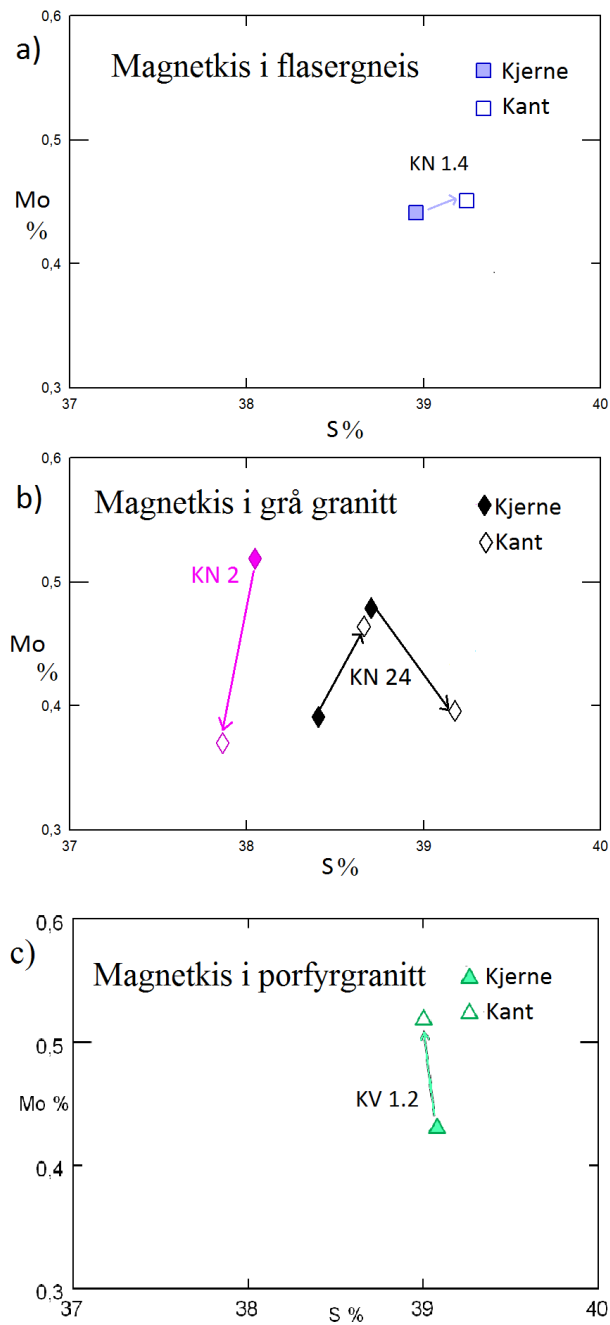 a)
Magnetkis i flasergneis
Kjerne
Kant
KN 1.4
Mo
%
0,6
0,5
0,4
0,3
37
38
39
40
S%
b)
Magnetkis i grå granitt
Kjerne
Kant
KN 2
KN 24
Mo
%
0,6
0,5
0,4
0,3
37
38
39
40
S%
c)
Magnetkis i porfyrgranitt
Kjerne
Kant
KV 1.2
Mo %
0,6
0,5
0,4
0,3
37
38
39
40
S %